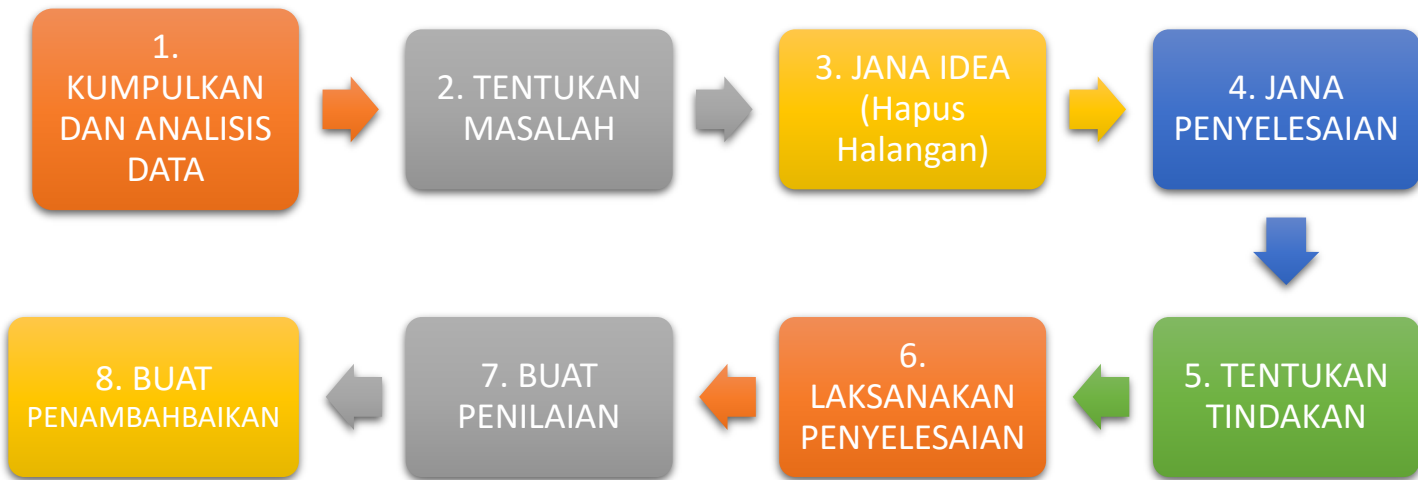 1.
KUMPULKAN
DAN ANALISIS
DATA
2. TENTUKAN
MASALAH
3. JANA IDEA
(Hapus
Halangan)
4. JANA
PENYELESAIAN
5. TENTUKAN
TINDAKAN
6.
LAKSANAKAN
PENYELESAIAN
7. BUAT
PENILAIAN
8. BUAT
PENAMBAHBAIKAN